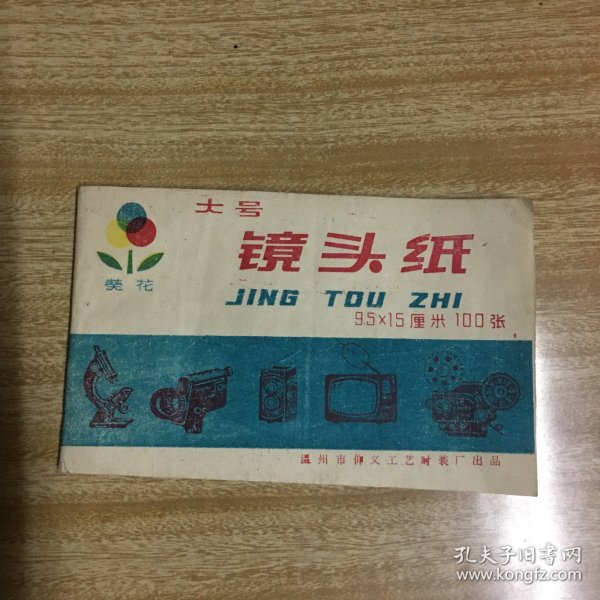 大号
镜头纸
JING TOU ZHI
9.5×15厘米 100张
葵花
温州市仰义工艺时装厂出品
孔夫子旧书网
www.kongfz.com